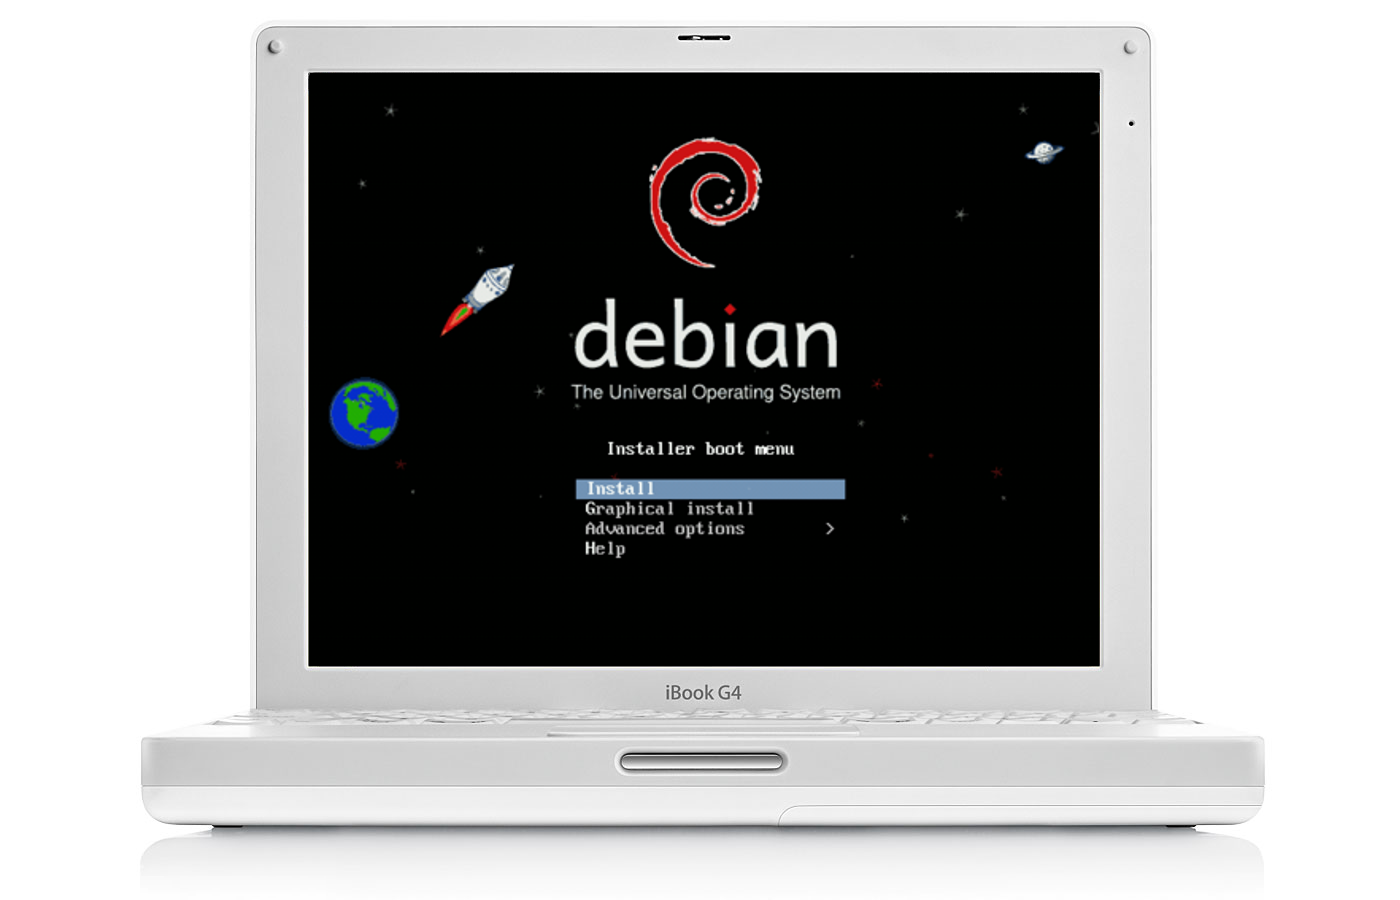 debian
The Universal Operating System
Installer boot menu
Install
Graphical install
Advanced options >
Help
iBook G4